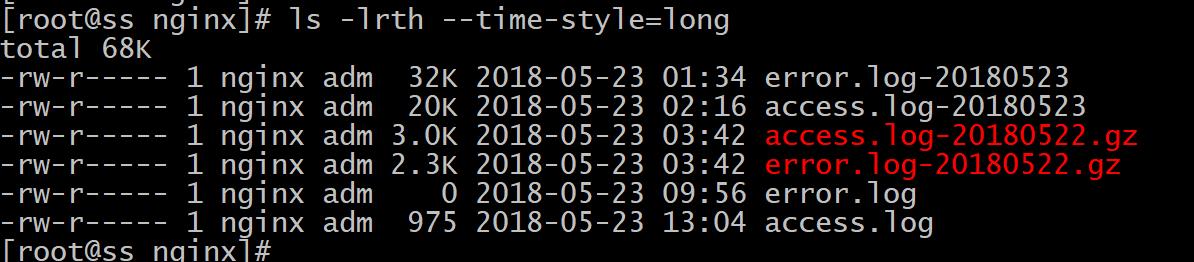 [root@ss nginx]# ls -lrth --time-style=long
total 68K
-rw-r----- 1 nginx adm  32K 2018-05-23 01:34 error.log-20180523
-rw-r----- 1 nginx adm  20K 2018-05-23 02:16 access.log-20180523
-rw-r----- 1 nginx adm 3.0K 2018-05-23 03:42 access.log-20180522.gz
-rw-r----- 1 nginx adm 2.3K 2018-05-23 03:42 error.log-20180522.gz
-rw-r----- 1 nginx adm    0 2018-05-23 09:56 error.log
-rw-r----- 1 nginx adm  975 2018-05-23 13:04 access.log
[root@ss nginx]#